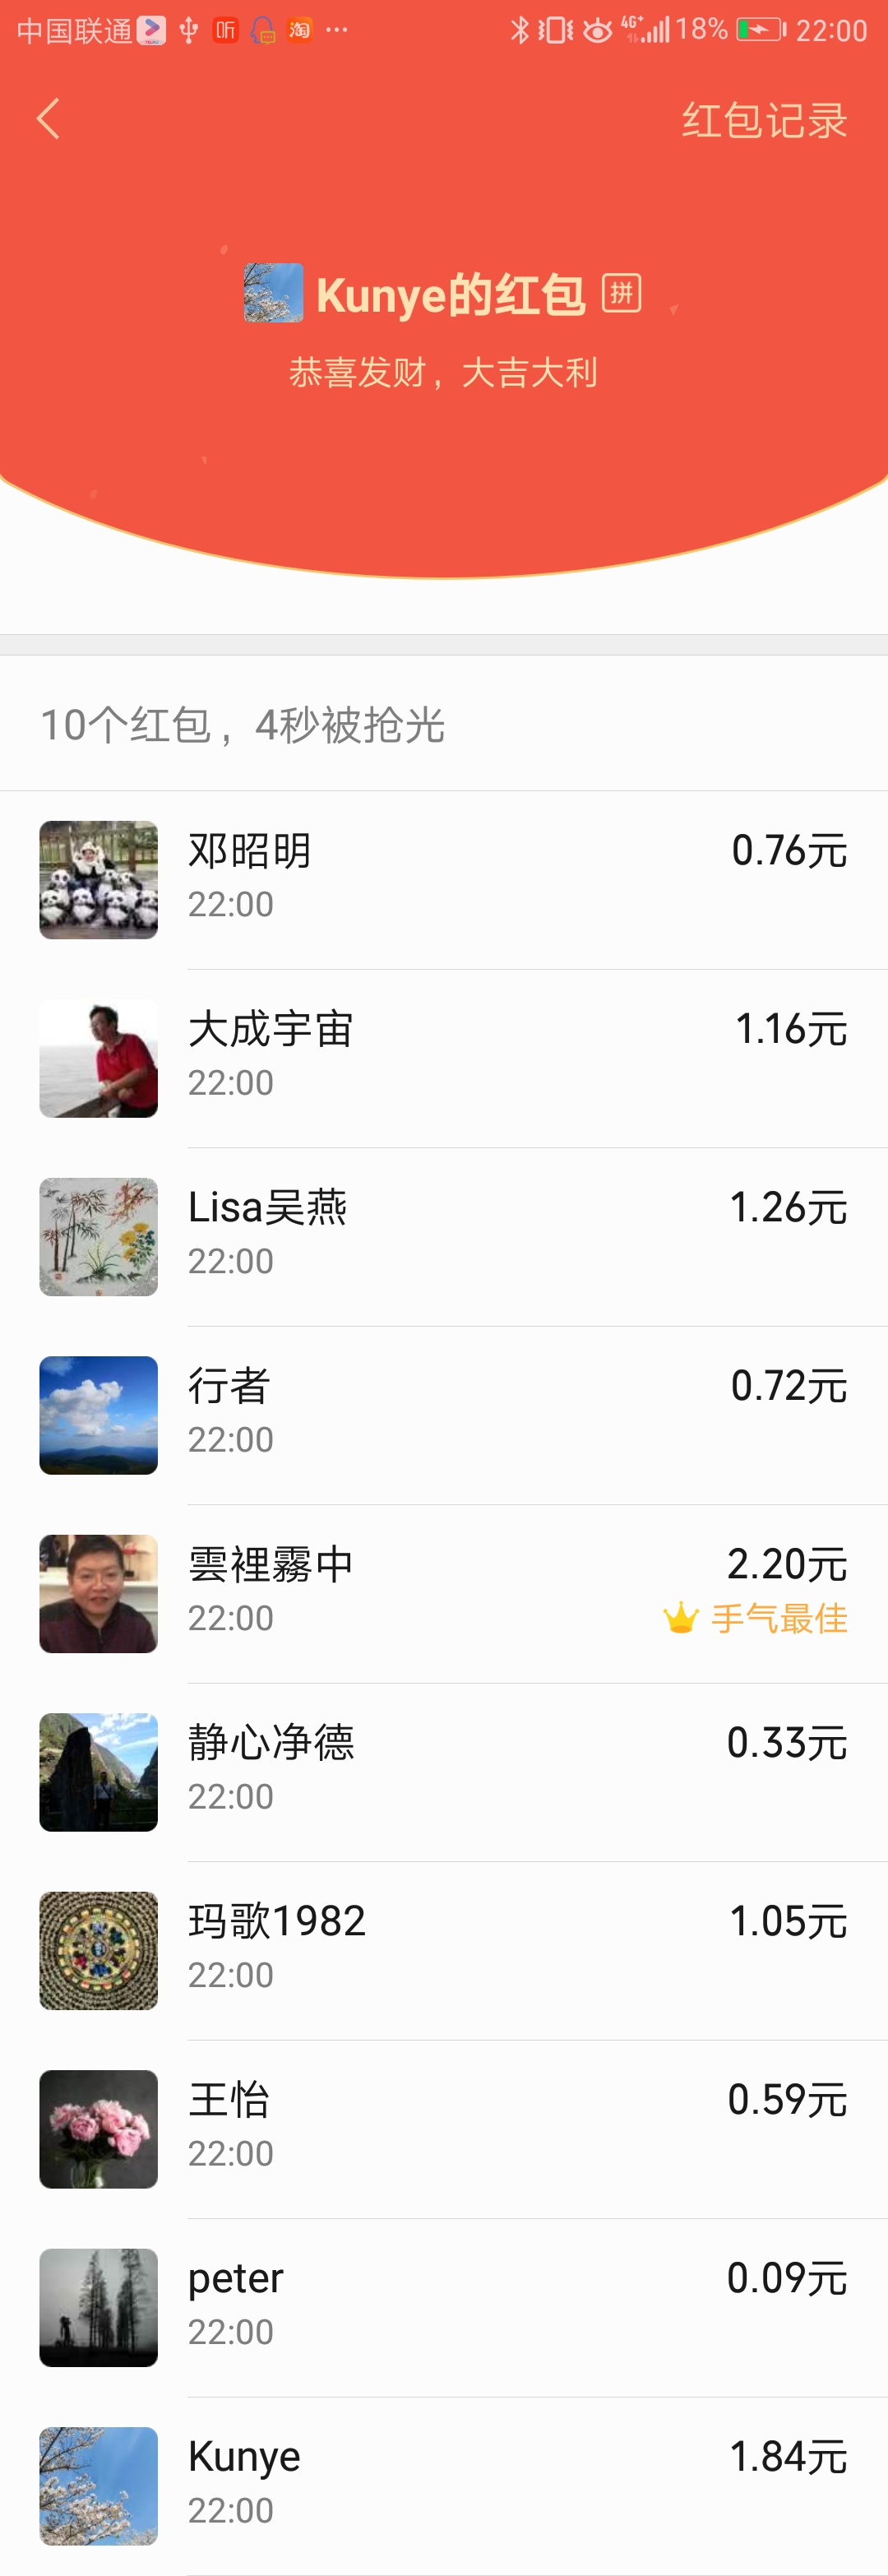 中国联通 听 淘 ... 4G+ 18% 22:00
红包记录
Kunye的红包 拼
恭喜发财，大吉大利
10个红包，4秒被抢光
邓昭明 0.76元
22:00
大成宇宙 1.16元
22:00
Lisa吴燕 1.26元
22:00
行者 0.72元
22:00
雲裡霧中 2.20元
22:00 手气最佳
静心净德 0.33元
22:00
玛歌1982 1.05元
22:00
王怡 0.59元
22:00
peter 0.09元
22:00
Kunye 1.84元
22:00